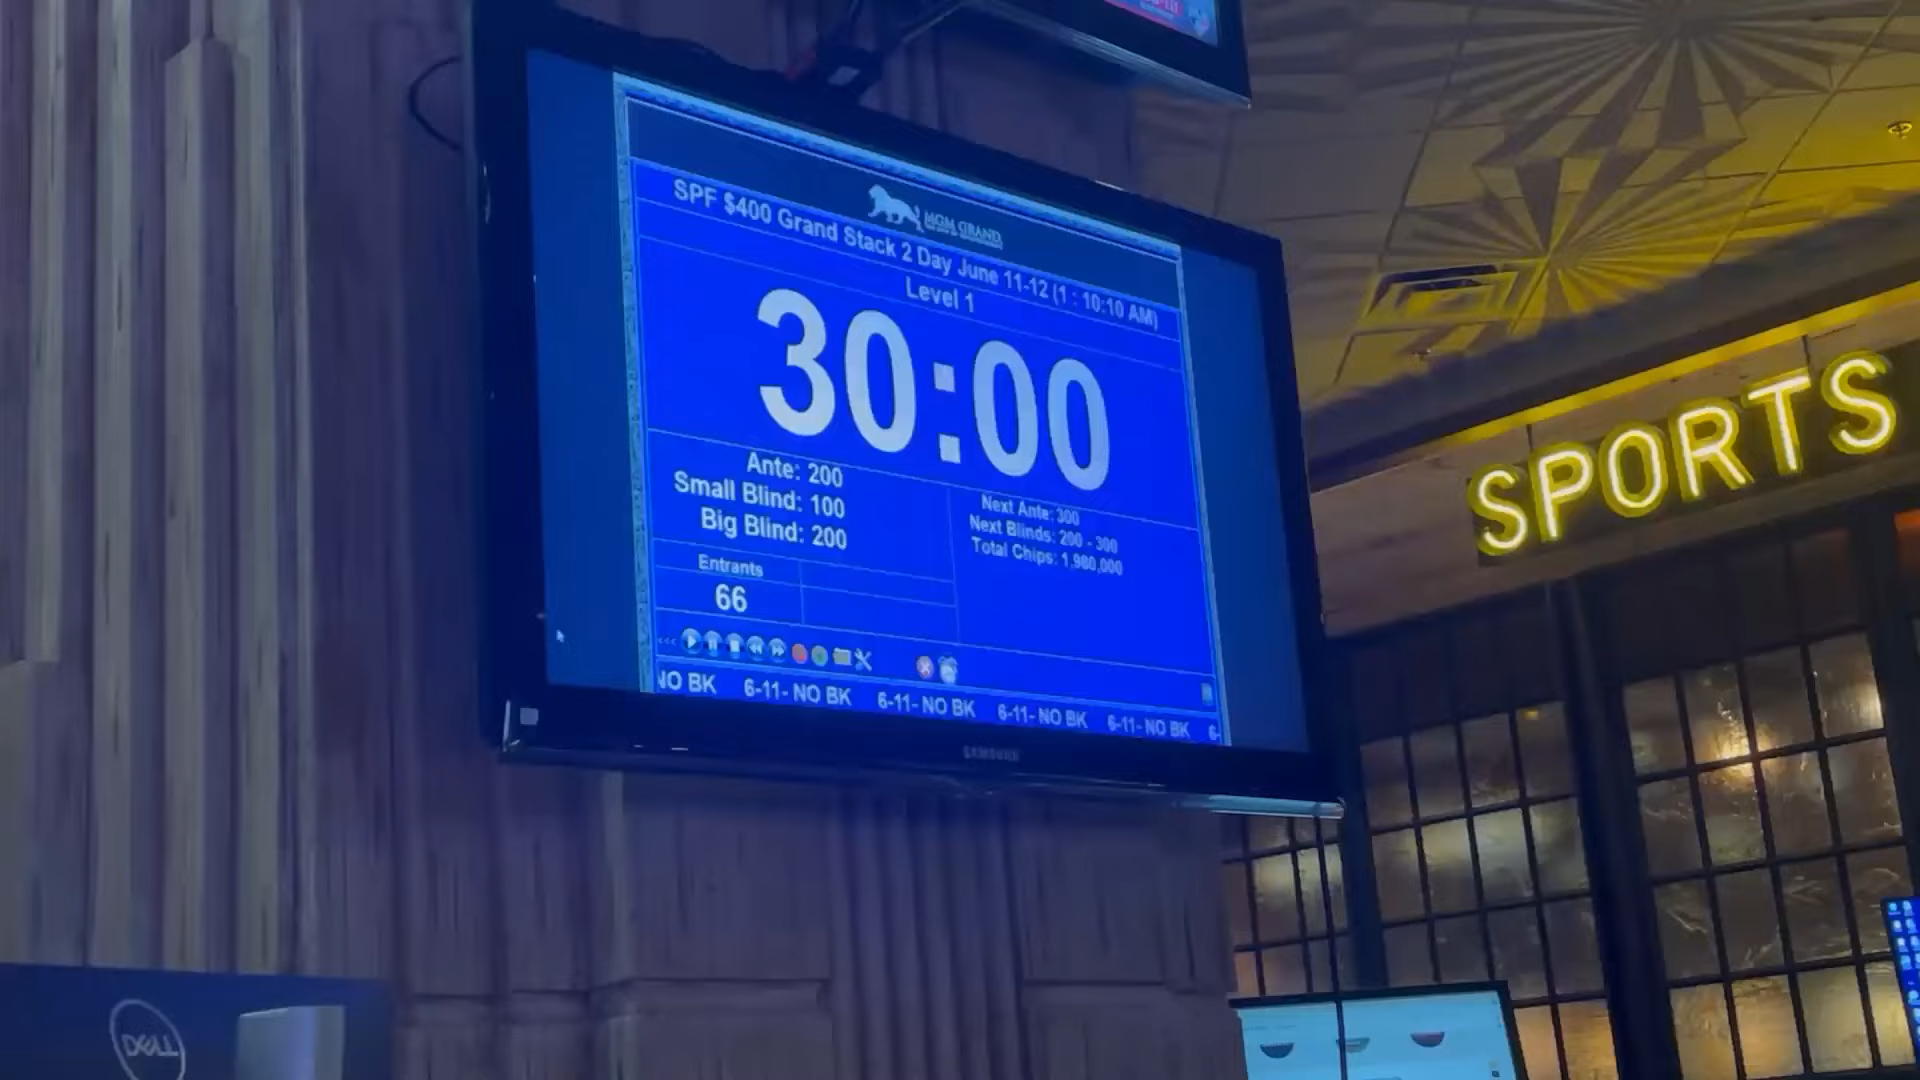 MGM GRAND
SPF $400 Grand Stack 2 Day June 11-12 (1 : 10:10 AM)
Level 1
30:00
Ante: 200
Small Blind: 100
Big Blind: 200
Next Ante: 300
Next Blinds: 200 - 300
Total Chips: 1,980,000
Entrants
66
<<<
NO BK 6-11- NO BK 6-11- NO BK 6-11- NO BK 6-11- NO BK 6-
SAMSUNG
SPORTS
DELL